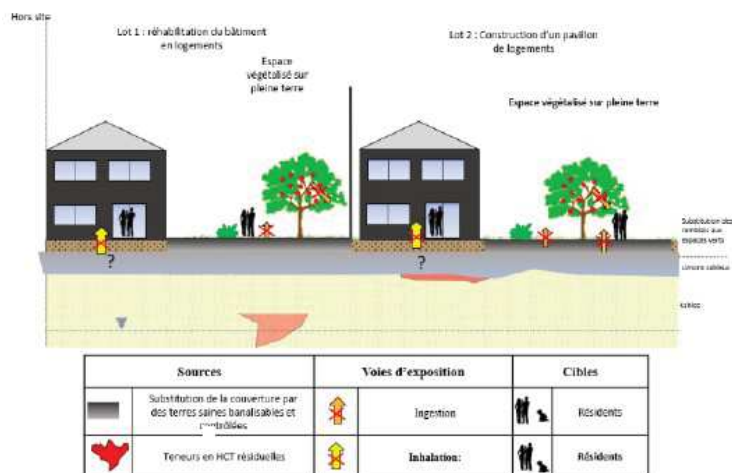 Hors site
Lot 1 : réhabilitation du bâtiment
en logements
Lot 2 : Construction d'un pavillon
de logements
Espace
végétalisé sur
pleine terre
Espace végétalisé sur pleine terre
Substitution des
remblais aux
espaces verts
?
?
Limons sableux
Sables
Sources
Voies d'exposition
Cibles
Substitution de la couverture par
des terres saines banalisables et
contrôlées
Ingestion
Résidents
Teneurs en HCT résiduelles
Inhalation:
Résidents